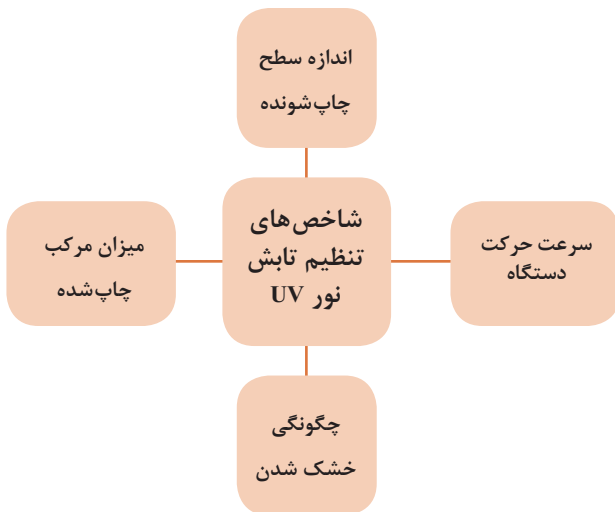 اندازه سطح
چاپ‌شونده
شاخص‌های
تنظیم تابش
نور UV
سرعت حرکت
دستگاه
میزان مرکب
چاپ‌شده
چگونگی
خشک شدن